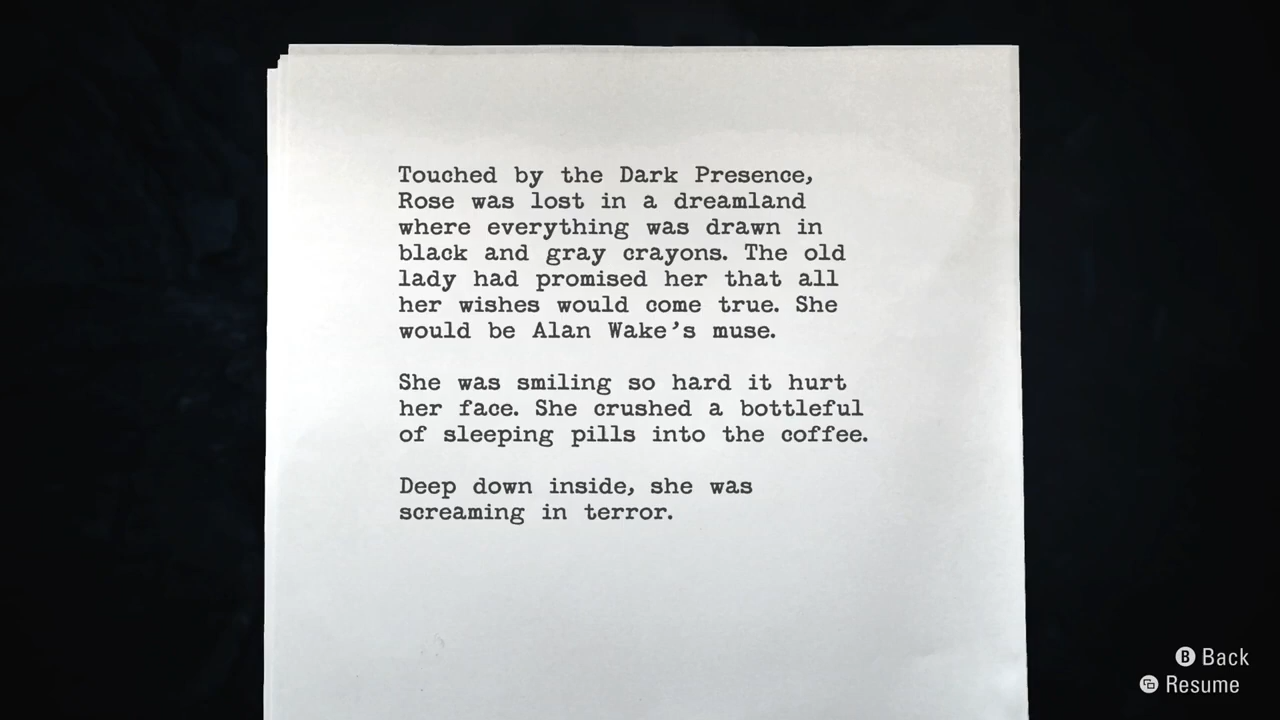 Touched by the Dark Presence,
Rose was lost in a dreamland
where everything was drawn in
black and gray crayons. The old
lady had promised her that all
her wishes would come true. She
would be Alan Wake’s muse.
She was smiling so hard it hurt
her face. She crushed a bottleful
of sleeping pills into the coffee.
Deep down inside, she was
screaming in terror.
B Back
Resume